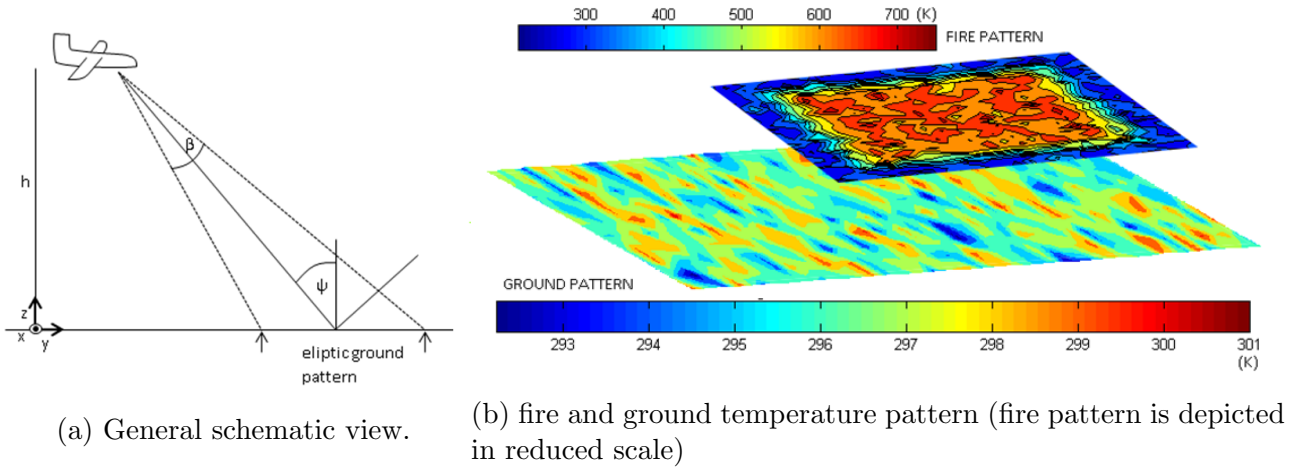 300 400 500 600 700 (K)
FIRE PATTERN
h
β
ψ
z
x
y
eliptic ground
pattern
GROUND PATTERN
293 294 295 296 297 298 299 300 301
(K)
(a) General schematic view.
(b) fire and ground temperature pattern (fire pattern is depicted
in reduced scale)